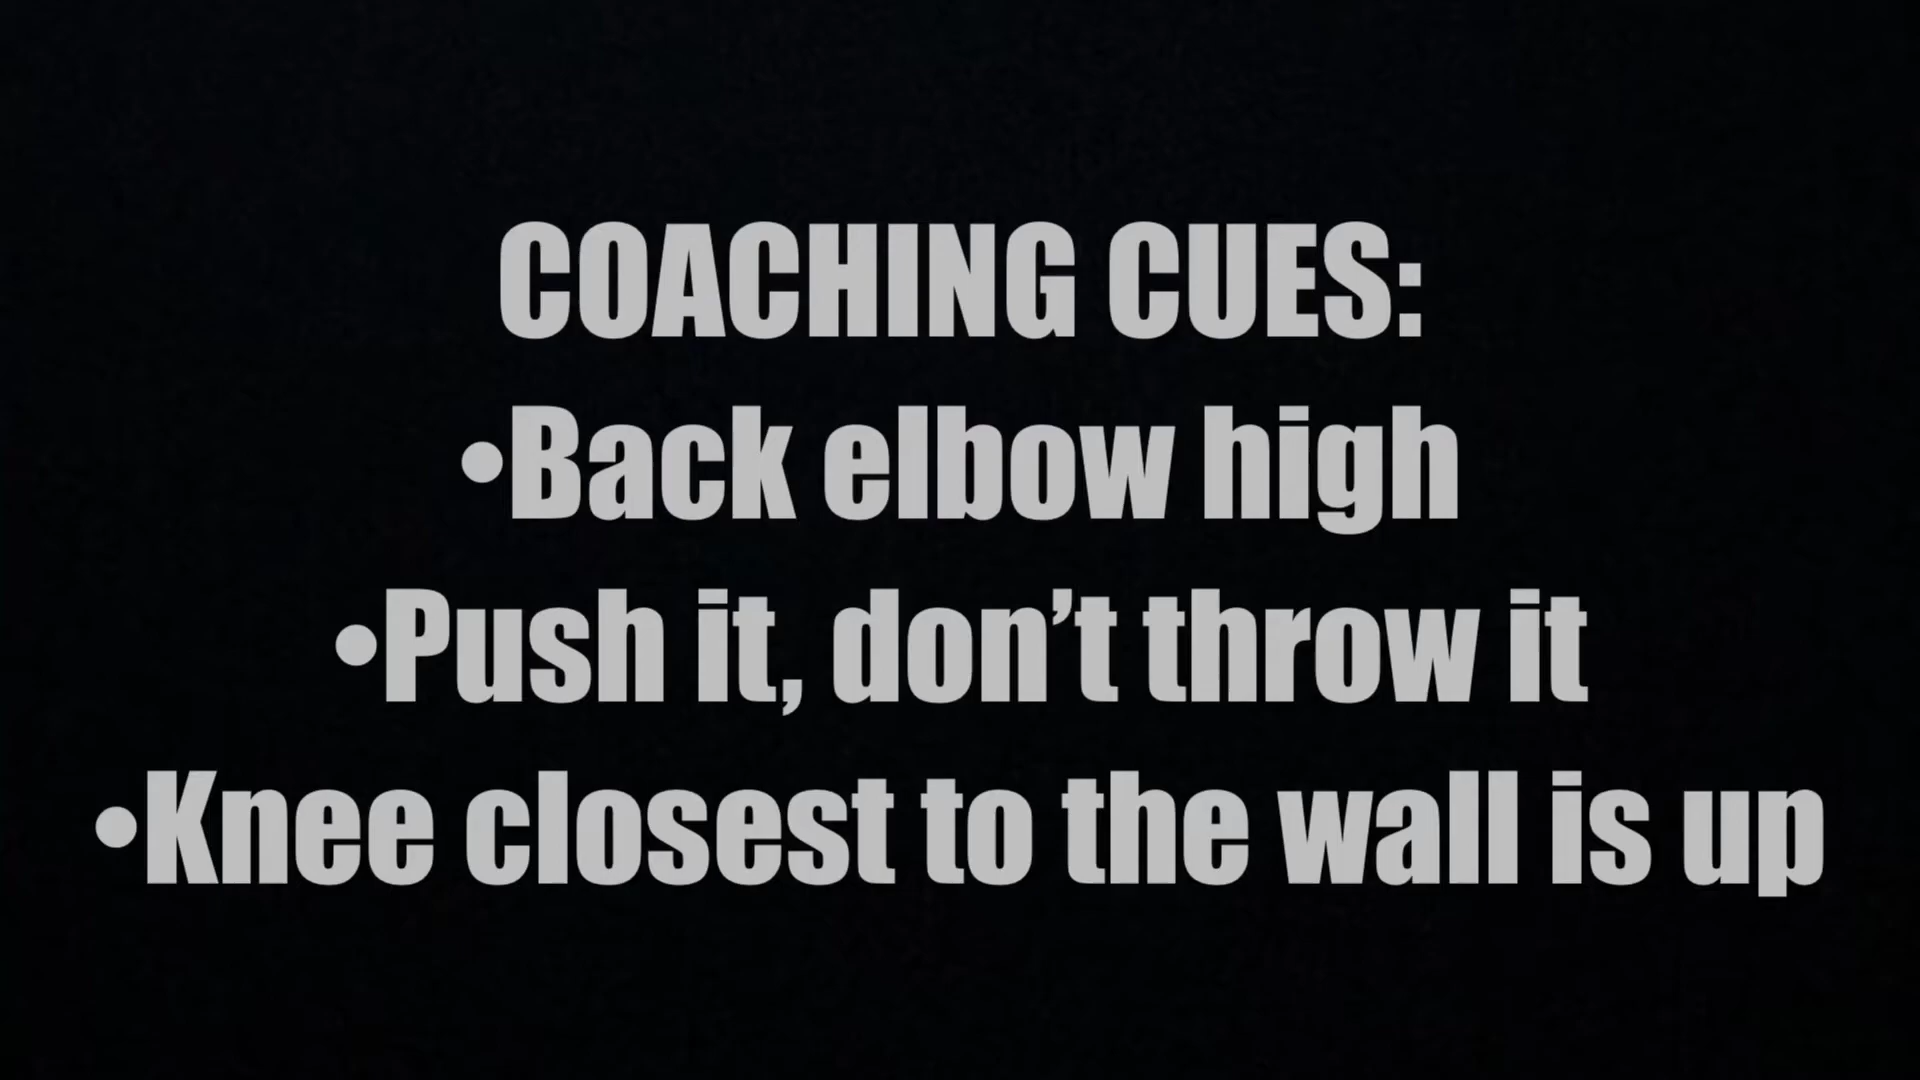 COACHING CUES:
•Back elbow high
•Push it, don’t throw it
•Knee closest to the wall is up